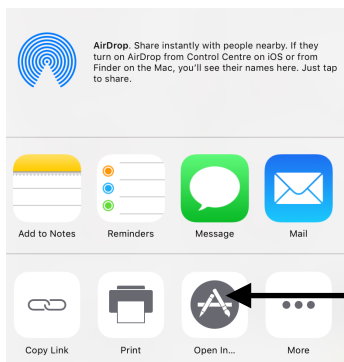 AirDrop. Share instantly with people nearby. If they
turn on AirDrop from Control Centre on iOS or from
Finder on the Mac, you'll see their names here. Just tap
to share.
Add to Notes Reminders Message Mail
Copy Link Print Open In... More